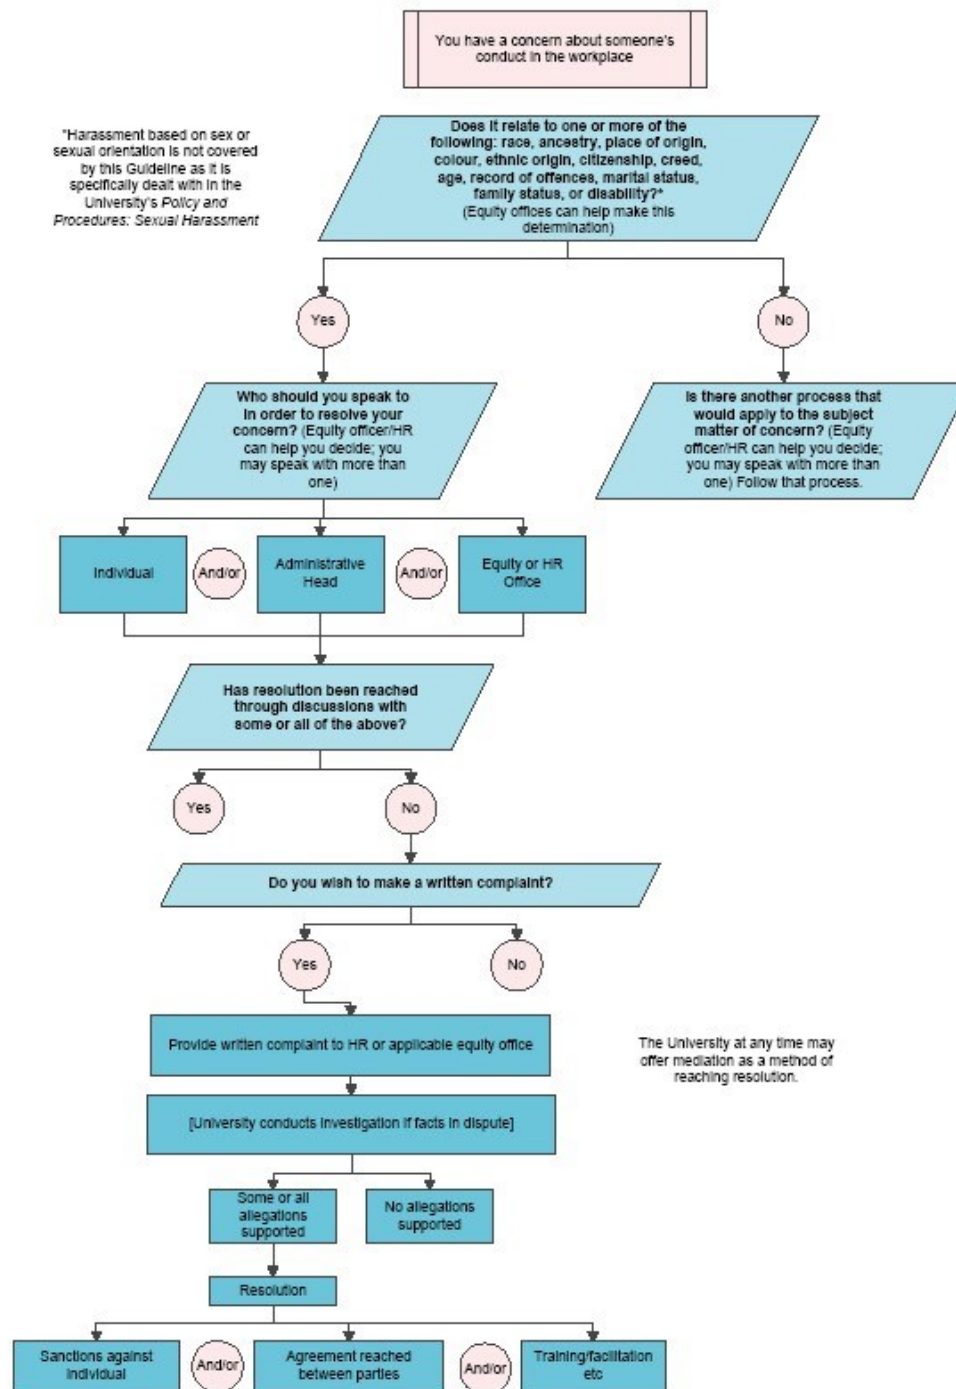 You have a concern about someone's
conduct in the workplace
*Harassment based on sex or
sexual orientation is not covered
by this Guideline as it is
specifically dealt with in the
University's Policy and
Procedures: Sexual Harassment
Does it relate to one or more of the
following: race, ancestry, place of origin,
colour, ethnic origin, citizenship, creed,
age, record of offences, marital status,
family status, or disability?*
(Equity offices can help make this
determination)
Yes
No
Who should you speak to
in order to resolve your
concern? (Equity officer/HR
can help you decide; you
may speak with more than
one)
Is there another process that
would apply to the subject
matter of concern? (Equity
officer/HR can help you decide;
you may speak with more than
one) Follow that process.
Individual
And/or
Administrative
Head
And/or
Equity or HR
Office
Has resolution been reached
through discussions with
some or all of the above?
Yes
No
Do you wish to make a written complaint?
Yes
No
Provide written complaint to HR or applicable equity office
The University at any time may
offer mediation as a method of
reaching resolution.
[University conducts investigation if facts in dispute]
Some or all
allegations
supported
No allegations
supported
Resolution
Sanctions against
individual
And/or
Agreement reached
between parties
And/or
Training/facilitation
etc